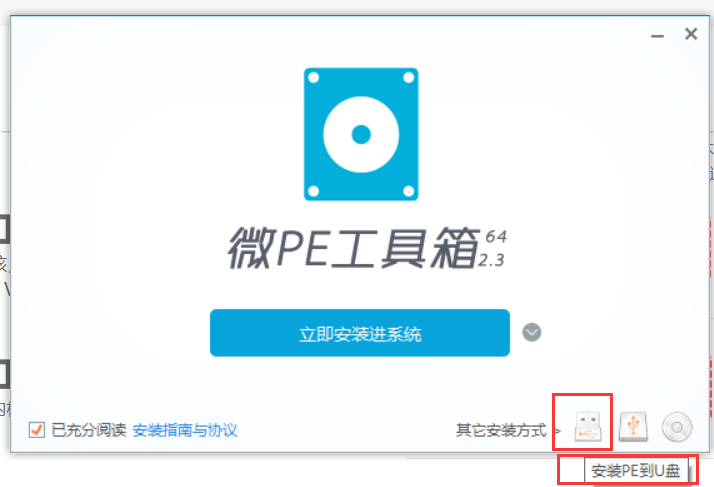 微PE工具箱 64
2.3
立即安装进系统
已充分阅读 安装指南与协议
其它安装方式 >
安装PE到U盘